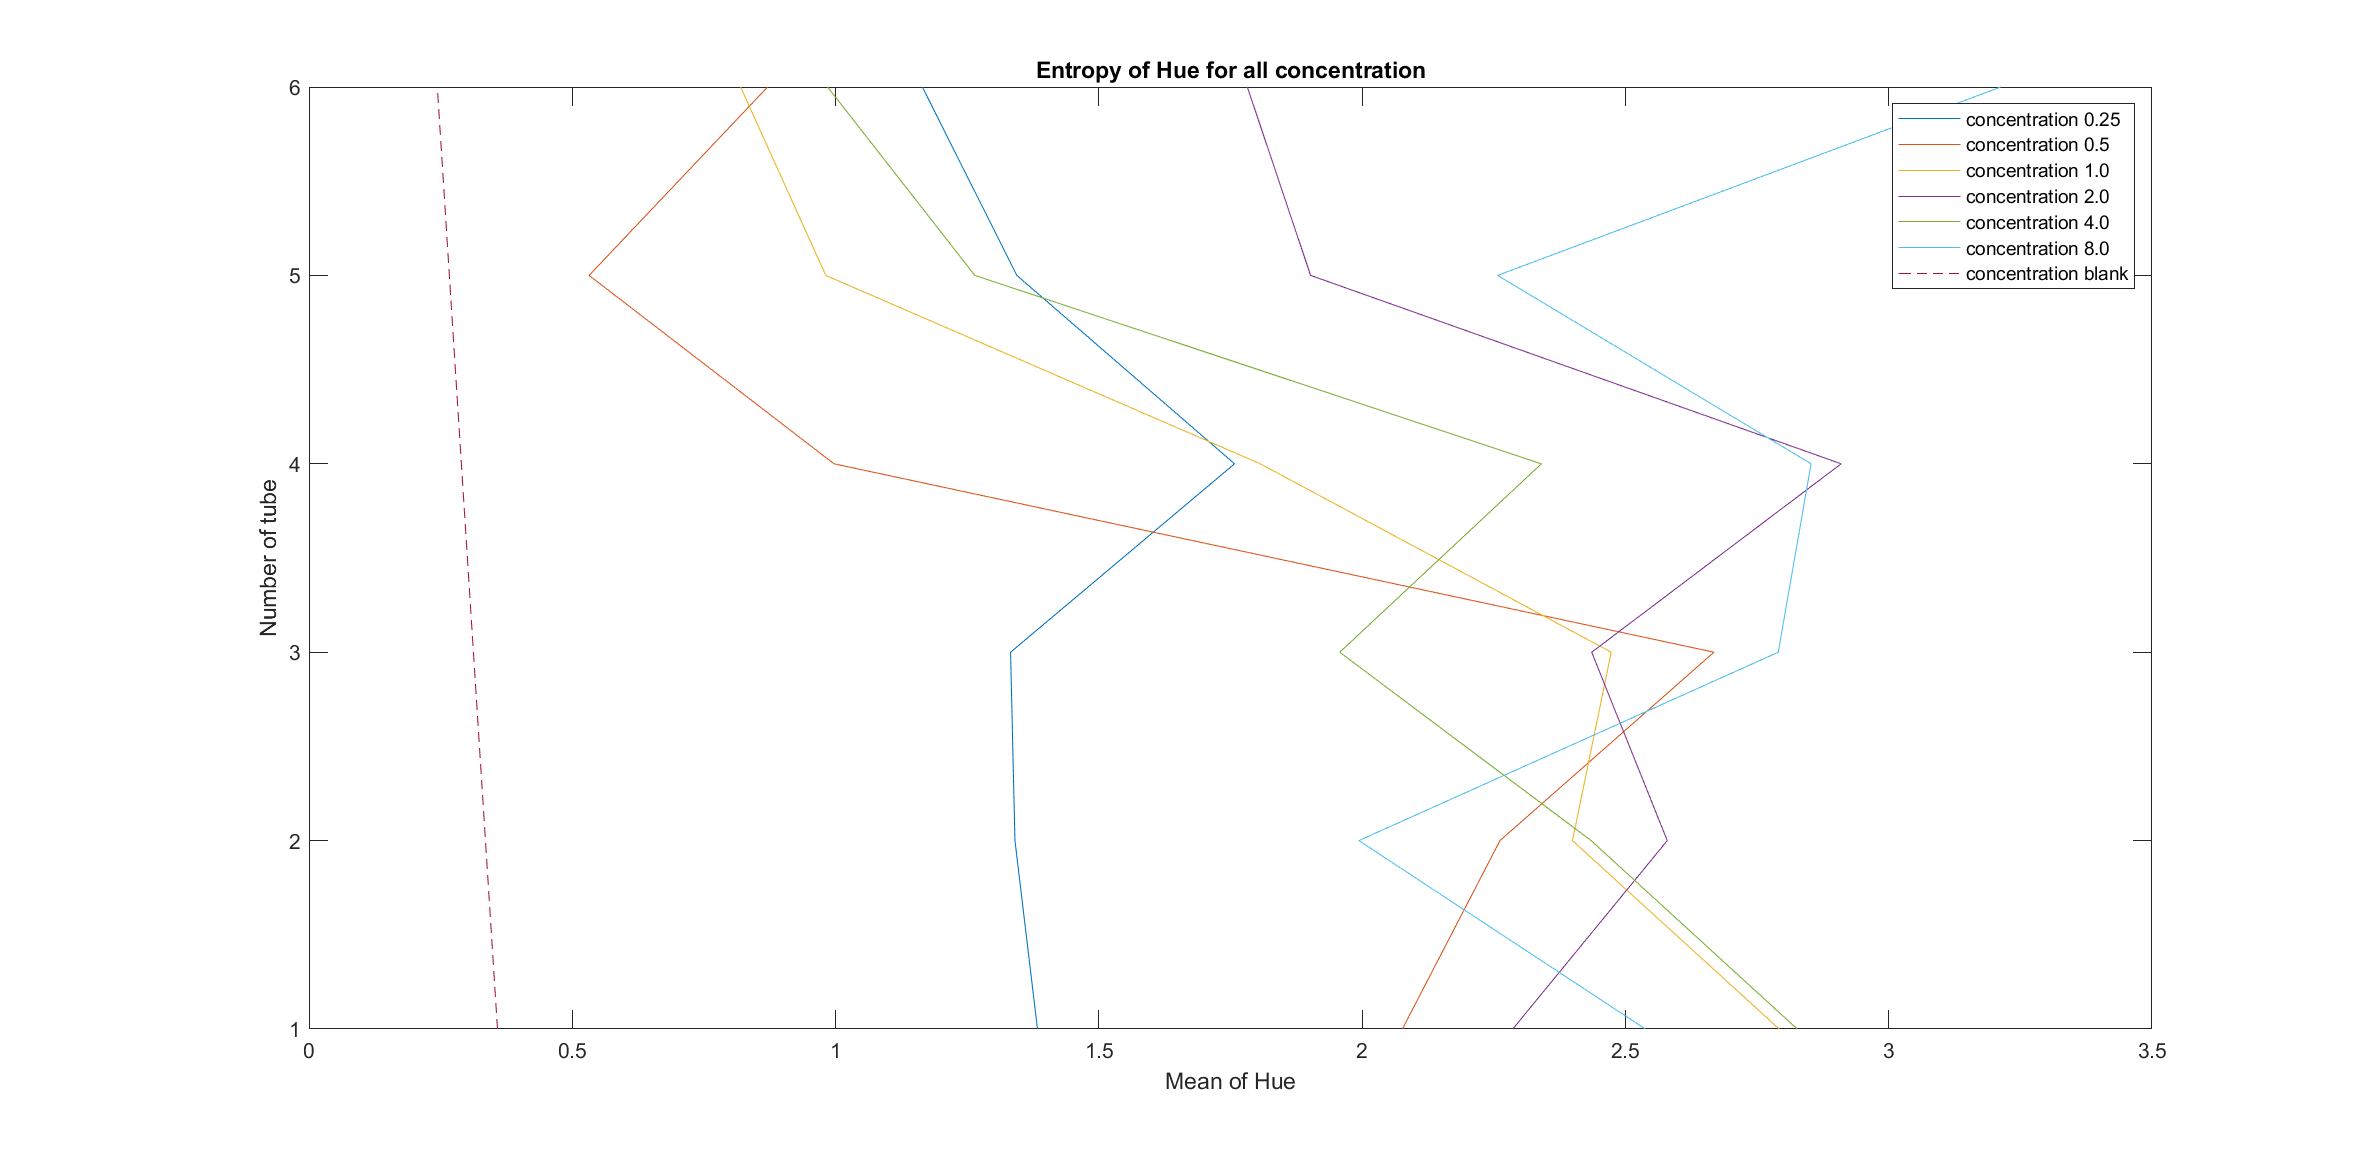 Entropy of Hue for all concentration
6
5
4
3
2
1
Number of tube
concentration 0.25
concentration 0.5
concentration 1.0
concentration 2.0
concentration 4.0
concentration 8.0
concentration blank
0 0.5 1 1.5 2 2.5 3 3.5
Mean of Hue